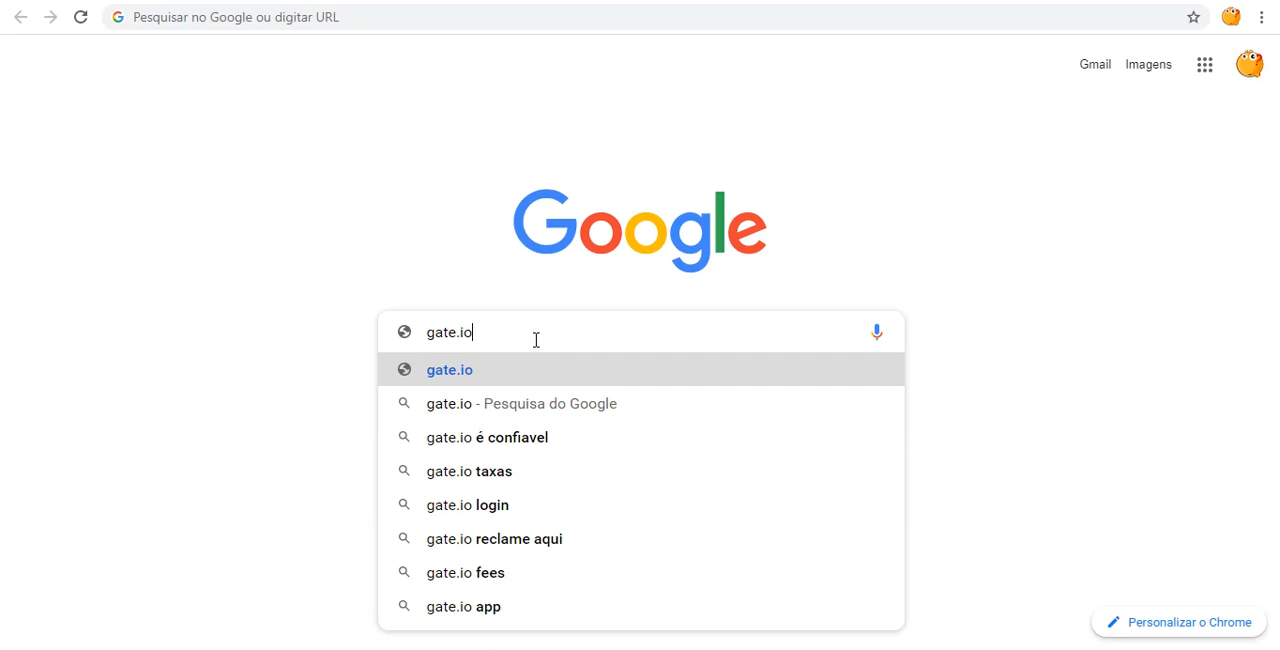 Pesquisar no Google ou digitar URL
Gmail Imagens
Google
gate.io
gate.io
gate.io - Pesquisa do Google
gate.io é confiavel
gate.io taxas
gate.io login
gate.io reclame aqui
gate.io fees
gate.io app
Personalizar o Chrome